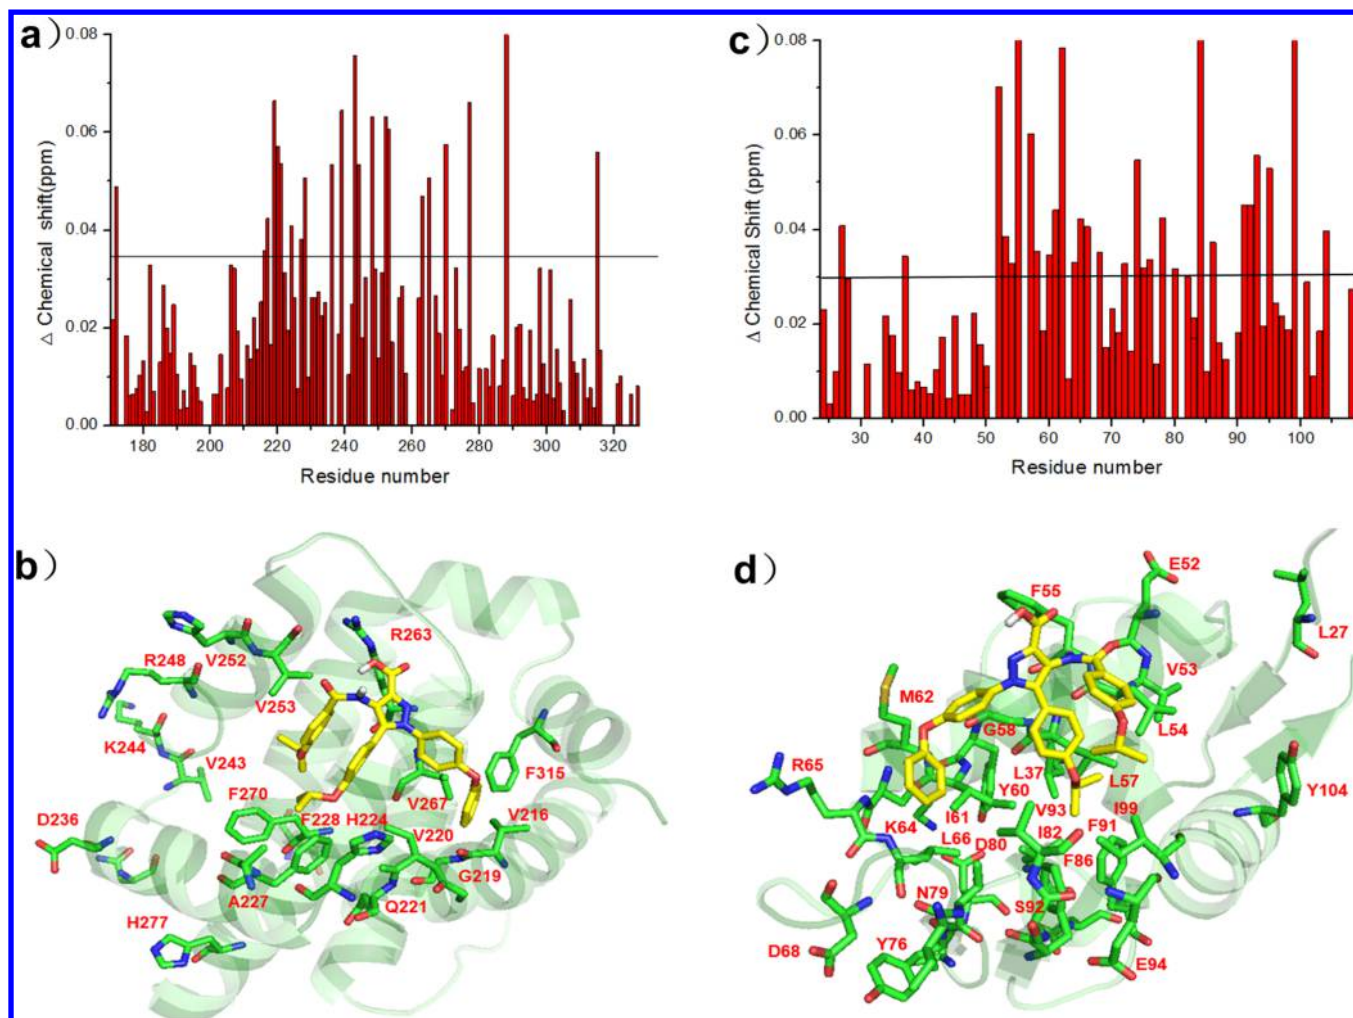 a)
0.08
0.06
0.04
0.02
0.00
Δ Chemical shift(ppm)
180 200 220 240 260 280 300 320
Residue number
c)
0.08
0.06
0.04
0.02
0.00
Δ Chemical Shift (ppm)
30 40 50 60 70 80 90 100
Residue number
b)
R263
V252
R248
V253
K244
V243
F315
F270
V267
F228 H224
V216
D236
V220
G219
A227
Q221
H277
d)
E52
F55
L27
V53
M62
G58
L54
R65
L37
L57
Y60
Y104
V93
I99
I61
K64
I82
F91
L66
D80
F86
N79
S92
D68
Y76
E94